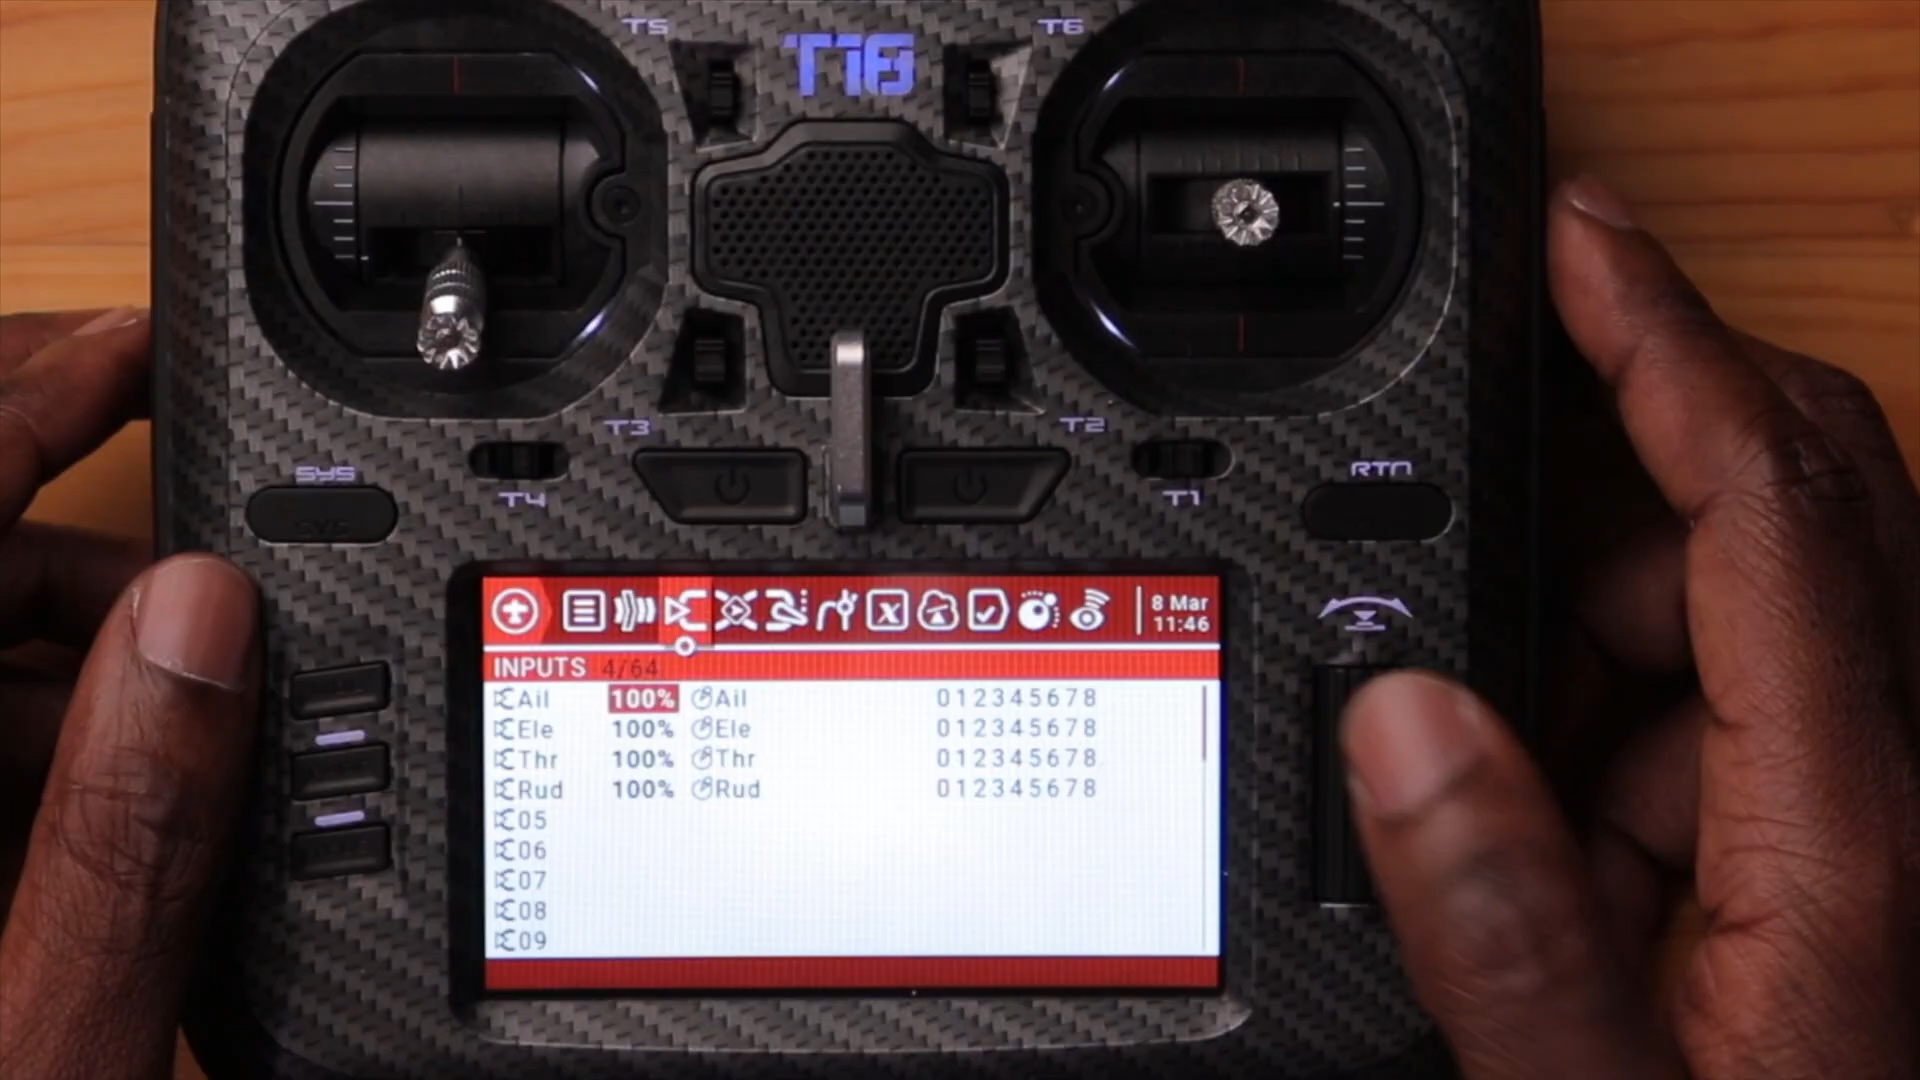 T5
T18
T6
T3
T2
SYS
T4
T1
RTN
8 Mar
11:46
INPUTS 4/64
Ail 100% Ail 012345678
Ele 100% Ele 012345678
Thr 100% Thr 012345678
Rud 100% Rud 012345678
05
06
07
08
09